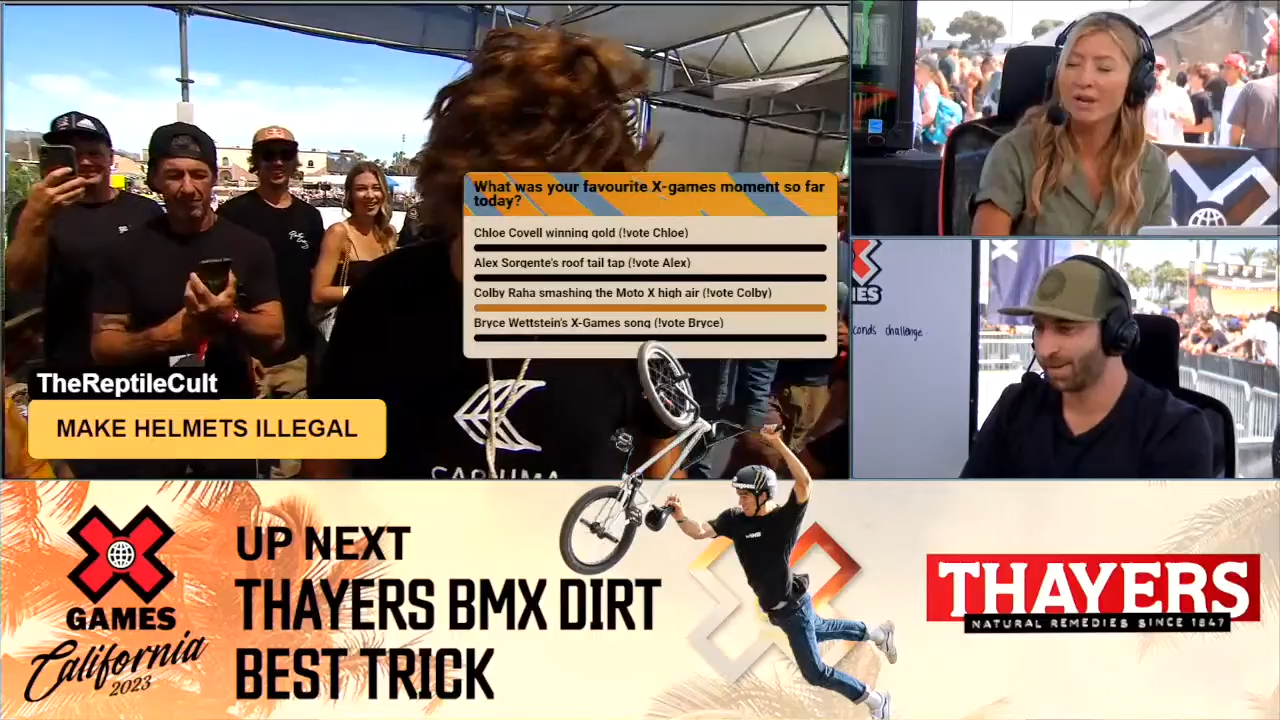 What was your favourite X-games moment so far
today?
Chloe Covell winning gold (!vote Chloe)
Alex Sorgente's roof tail tap (!vote Alex)
Colby Raha smashing the Moto X high air (!vote Colby)
Bryce Wettstein's X-Games song (!vote Bryce)
TheReptileCult
MAKE HELMETS ILLEGAL
conds challenge.
UP NEXT
THAYERS BMX DIRT
BEST TRICK
X
GAMES
California
2023
THAYERS
NATURAL REMEDIES SINCE 1847